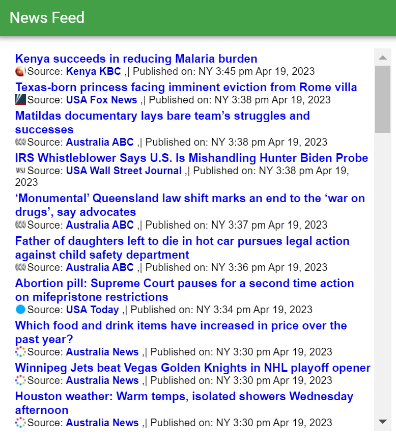 News Feed
Kenya succeeds in reducing Malaria burden
Source: Kenya KBC ,| Published on: NY 3:45 pm Apr 19, 2023
Texas-born princess facing imminent eviction from Rome villa
Source: USA Fox News ,| Published on: NY 3:38 pm Apr 19, 2023
Matildas documentary lays bare team's struggles and
successes
Source: Australia ABC ,| Published on: NY 3:38 pm Apr 19, 2023
IRS Whistleblower Says U.S. Is Mishandling Hunter Biden Probe
WSJ Source: USA Wall Street Journal ,| Published on: NY 3:38 pm Apr 19,
2023
‘Monumental’ Queensland law shift marks an end to the ‘war on
drugs’, say advocates
Source: Australia ABC ,| Published on: NY 3:37 pm Apr 19, 2023
Father of daughters left to die in hot car pursues legal action
against child safety department
Source: Australia ABC ,| Published on: NY 3:36 pm Apr 19, 2023
Abortion pill: Supreme Court pauses for a second time action
on mifepristone restrictions
Source: USA Today ,| Published on: NY 3:34 pm Apr 19, 2023
Which food and drink items have increased in price over the
past year?
Source: Australia News ,| Published on: NY 3:30 pm Apr 19, 2023
Winnipeg Jets beat Vegas Golden Knights in NHL playoff opener
Source: Australia News ,| Published on: NY 3:30 pm Apr 19, 2023
Houston weather: Warm temps, isolated showers Wednesday
afternoon
Source: Australia News ,| Published on: NY 3:30 pm Apr 19, 2023